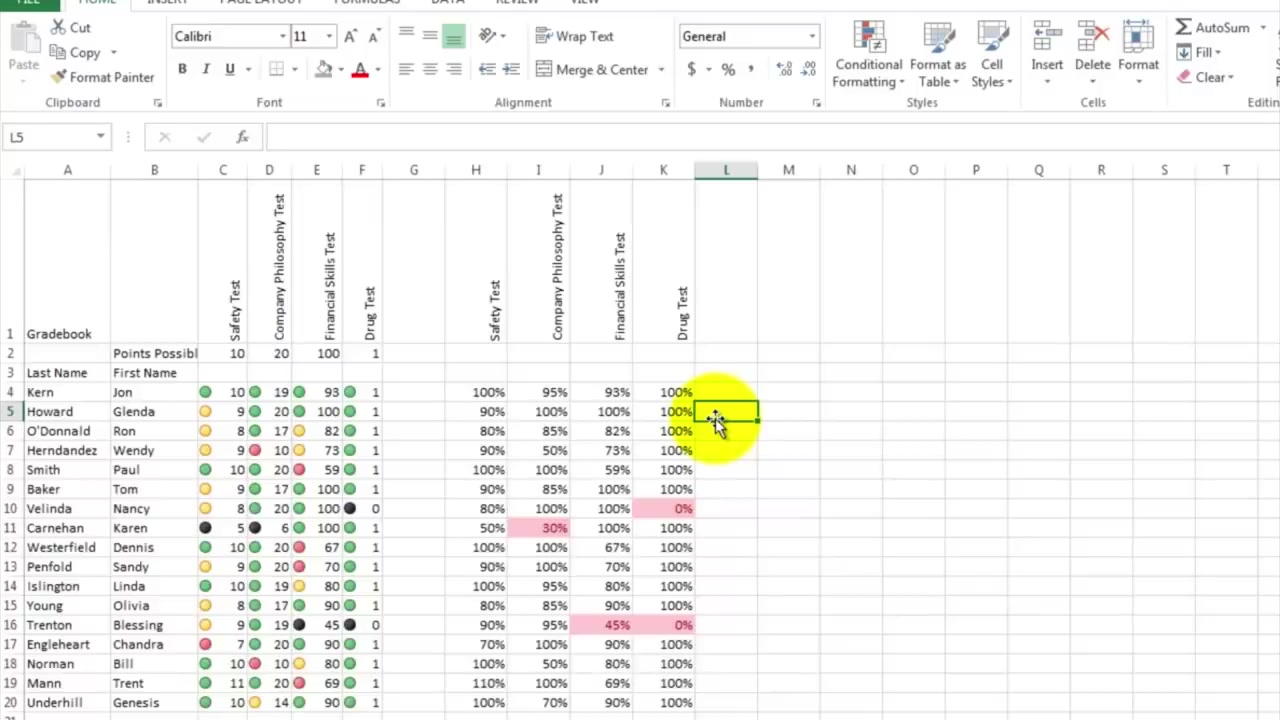 FILE HOME INSERT PAGE LAYOUT FORMULAS DATA REVIEW VIEW
Cut
Copy
Format Painter
Paste
Clipboard
Calibri 11
B I U
Font
Wrap Text
Merge & Center
Alignment
General
$ % ,
Number
Conditional Formatting
Format as Table
Cell Styles
Styles
Insert Delete Format
Cells
AutoSum
Fill
Clear
L5 fx
A B C D E F G H I J K L M N O P Q R S T
1 Gradebook Safety Test Company Philosophy Test Financial Skills Test Drug Test Safety Test Company Philosophy Test Financial Skills Test Drug Test
2 Points Possibl 10 20 100 1
3 Last Name First Name
4 Kern Jon 10 19 93 1 100% 95% 93% 100%
5 Howard Glenda 9 20 100 1 90% 100% 100% 100%
6 O'Donnald Ron 8 17 82 1 80% 85% 82% 100%
7 Herndandez Wendy 9 10 73 1 90% 50% 73% 100%
8 Smith Paul 10 20 59 1 100% 100% 59% 100%
9 Baker Tom 9 17 100 1 90% 85% 100% 100%
10 Velinda Nancy 8 20 100 0 80% 100% 100% 0%
11 Carnehan Karen 5 6 100 1 50% 30% 100% 100%
12 Westerfield Dennis 10 20 67 1 100% 100% 67% 100%
13 Penfold Sandy 9 20 70 1 90% 100% 70% 100%
14 Islington Linda 10 19 80 1 100% 95% 80% 100%
15 Young Olivia 8 17 90 1 80% 85% 90% 100%
16 Trenton Blessing 9 19 45 0 90% 95% 45% 0%
17 Engleheart Chandra 7 20 90 1 70% 100% 90% 100%
18 Norman Bill 10 10 80 1 100% 50% 80% 100%
19 Mann Trent 11 20 69 1 110% 100% 69% 100%
20 Underhill Genesis 10 14 90 1 100% 70% 90% 100%